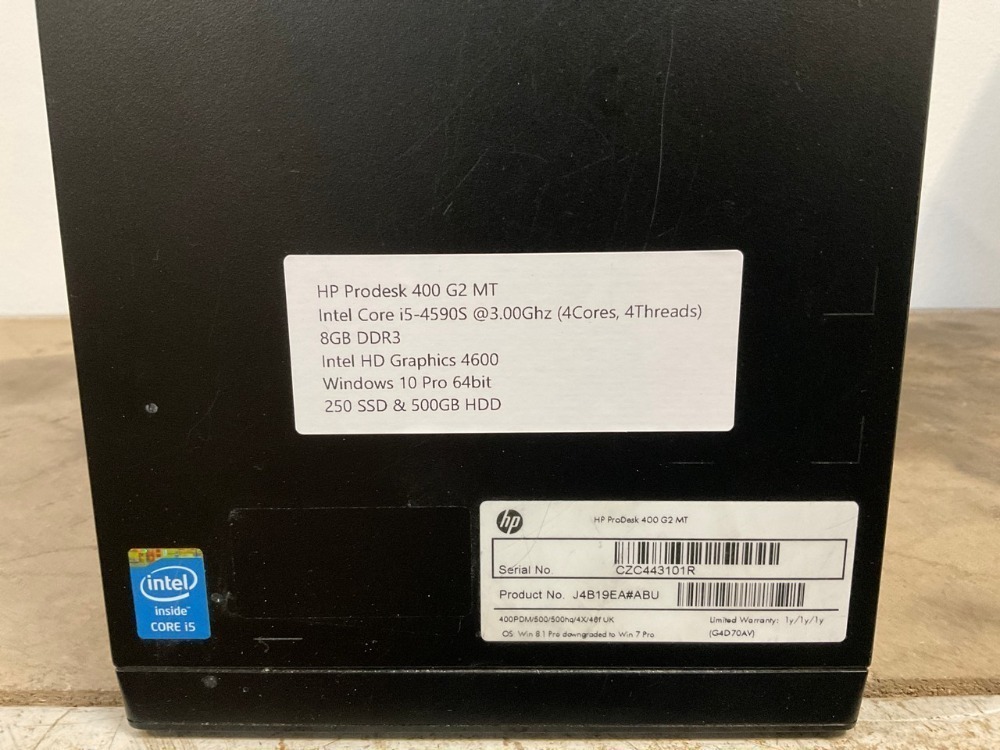 HP Prodesk 400 G2 MT
Intel Core i5-4590S @3.00Ghz (4Cores, 4Threads)
8GB DDR3
Intel HD Graphics 4600
Windows 10 Pro 64bit
250 SSD & 500GB HDD
intel
inside™
CORE i5
hp
HP ProDesk 400 G2 MT
Serial No. CZC443101R
Product No. J4B19EA#ABU
400PDM/500/500hq/4X/46f UK Limited Warranty: 1y/1y/1y
OS: Win 8.1 Pro downgraded to Win 7 Pro (G4D70AV)